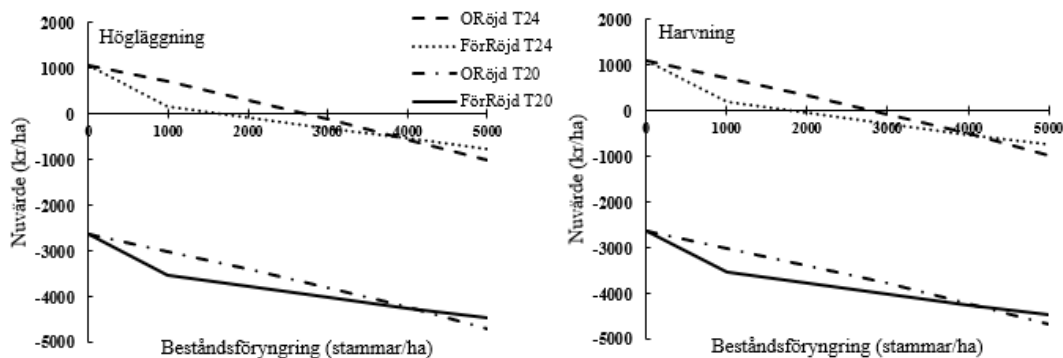 Högläggning
ORöjd T24
FörRöjd T24
ORöjd T20
FörRöjd T20
2000
1000
0
-1000
-2000
-3000
-4000
-5000
0
1000
2000
3000
4000
5000
Nuvärde (kr/ha)
Beståndsföryngring (stammar/ha)
Harvning
2000
1000
0
-1000
-2000
-3000
-4000
-5000
0
1000
2000
3000
4000
5000
Nuvärde (kr/ha)
Beståndsföryngring (stammar/ha)